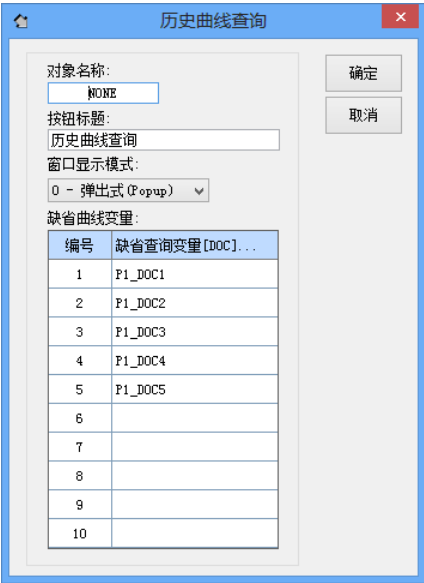 历史曲线查询
对象名称:
NONE
按钮标题:
历史曲线查询
窗口显示模式:
0 - 弹出式(Popup)
缺省曲线变量:
编号 缺省查询变量[DOC]...
1 P1_DOC1
2 P1_DOC2
3 P1_DOC3
4 P1_DOC4
5 P1_DOC5
6
7
8
9
10
确定
取消